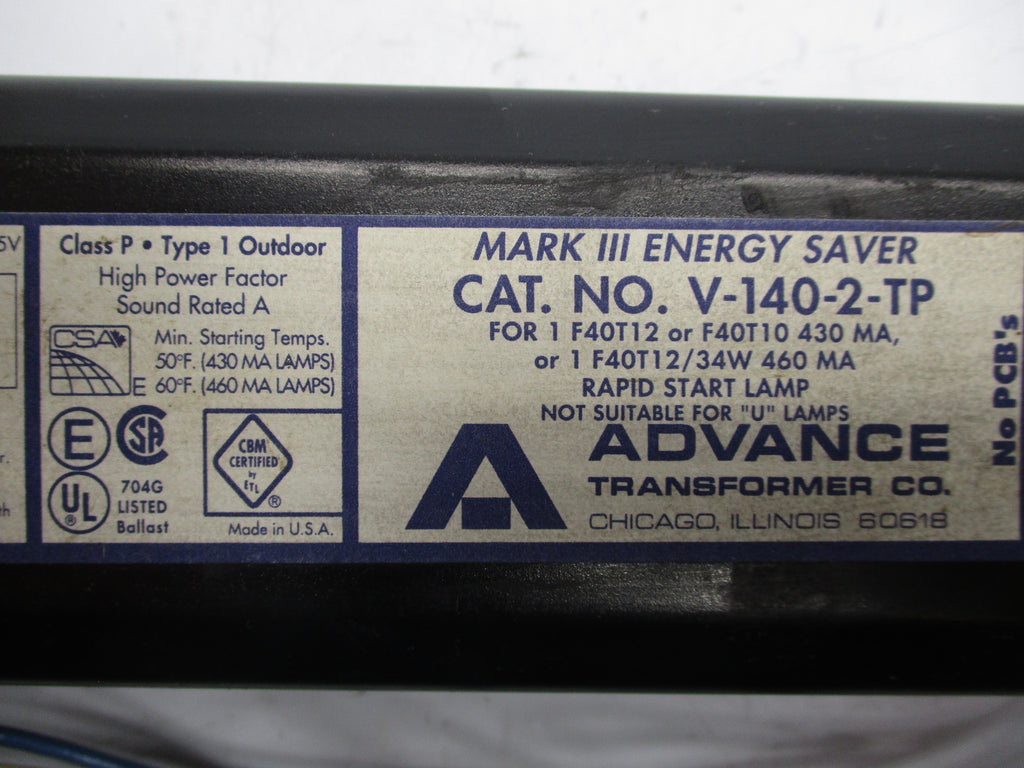 5V
Class P • Type 1 Outdoor
High Power Factor
Sound Rated A
CSA
E
Min. Starting Temps.
50°F. (430 MA LAMPS)
60°F. (460 MA LAMPS)
E
SA
UL
®
704G
LISTED
Ballast
CBM
CERTIFIED
by
ETL
®
Made in U.S.A.
MARK III ENERGY SAVER
CAT. NO. V-140-2-TP
FOR 1 F40T12 or F40T10 430 MA,
or 1 F40T12/34W 460 MA
RAPID START LAMP
NOT SUITABLE FOR "U" LAMPS
ADVANCE
TRANSFORMER CO.
CHICAGO, ILLINOIS 60618
No PCB's